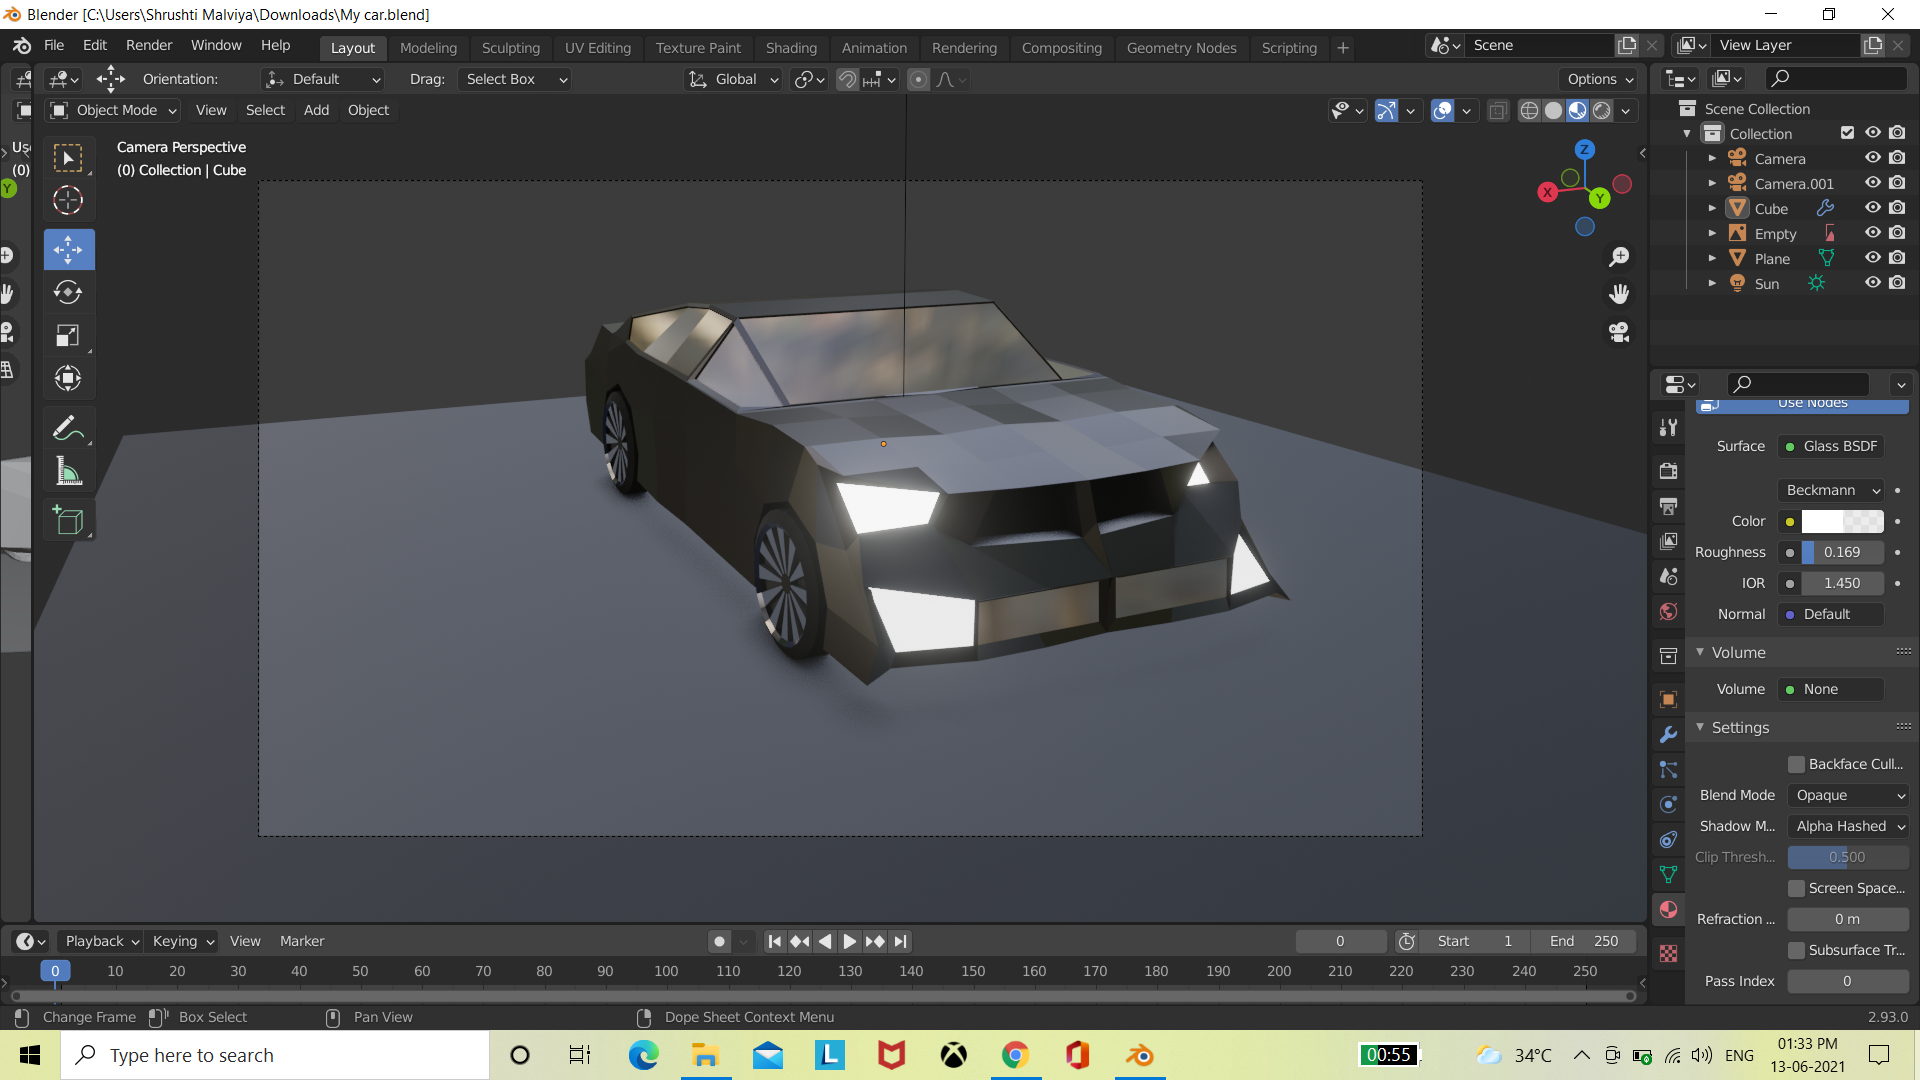 Blender [C:\Users\Shrushti Malviya\Downloads\My car.blend]
File Edit Render Window Help
Layout Modeling Sculpting UV Editing Texture Paint Shading Animation Rendering Compositing Geometry Nodes Scripting
Scene
View Layer
Orientation: Default Drag: Select Box
Global
Options
Object Mode View Select Add Object
Camera Perspective
(0) Collection | Cube
(0)
Y
Z
X
Y
Scene Collection
Collection
Camera
Camera.001
Cube
Empty
Plane
Sun
Use Nodes
Surface Glass BSDF
Beckmann
Color
Roughness 0.169
IOR 1.450
Normal Default
Volume
Volume None
Settings
Backface Cull...
Blend Mode Opaque
Shadow M... Alpha Hashed
Clip Thresh... 0.500
Screen Space...
Refraction ... 0 m
Subsurface Tr...
Pass Index 0
Playback Keying View Marker
0 Start 1 End 250
0 10 20 30 40 50 60 70 80 90 100 110 120 130 140 150 160 170 180 190 200 210 220 230 240 250
Change Frame Box Select Pan View Dope Sheet Context Menu 2.93.0
Type here to search
L
00:55
34°C
ENG
01:33 PM
13-06-2021